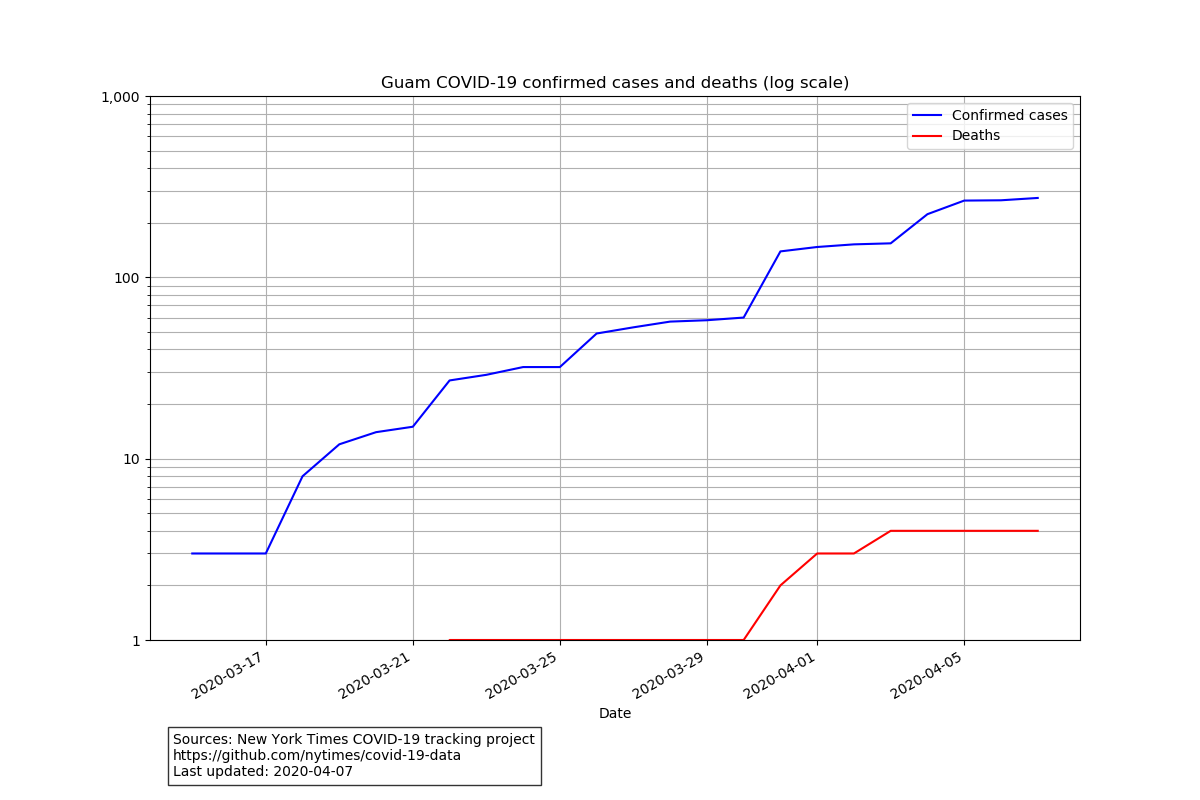 Guam COVID-19 confirmed cases and deaths (log scale)
1,000
100
10
1
Confirmed cases
Deaths
2020-03-17
2020-03-21
2020-03-25
2020-03-29
2020-04-01
2020-04-05
Date
Sources: New York Times COVID-19 tracking project
https://github.com/nytimes/covid-19-data
Last updated: 2020-04-07